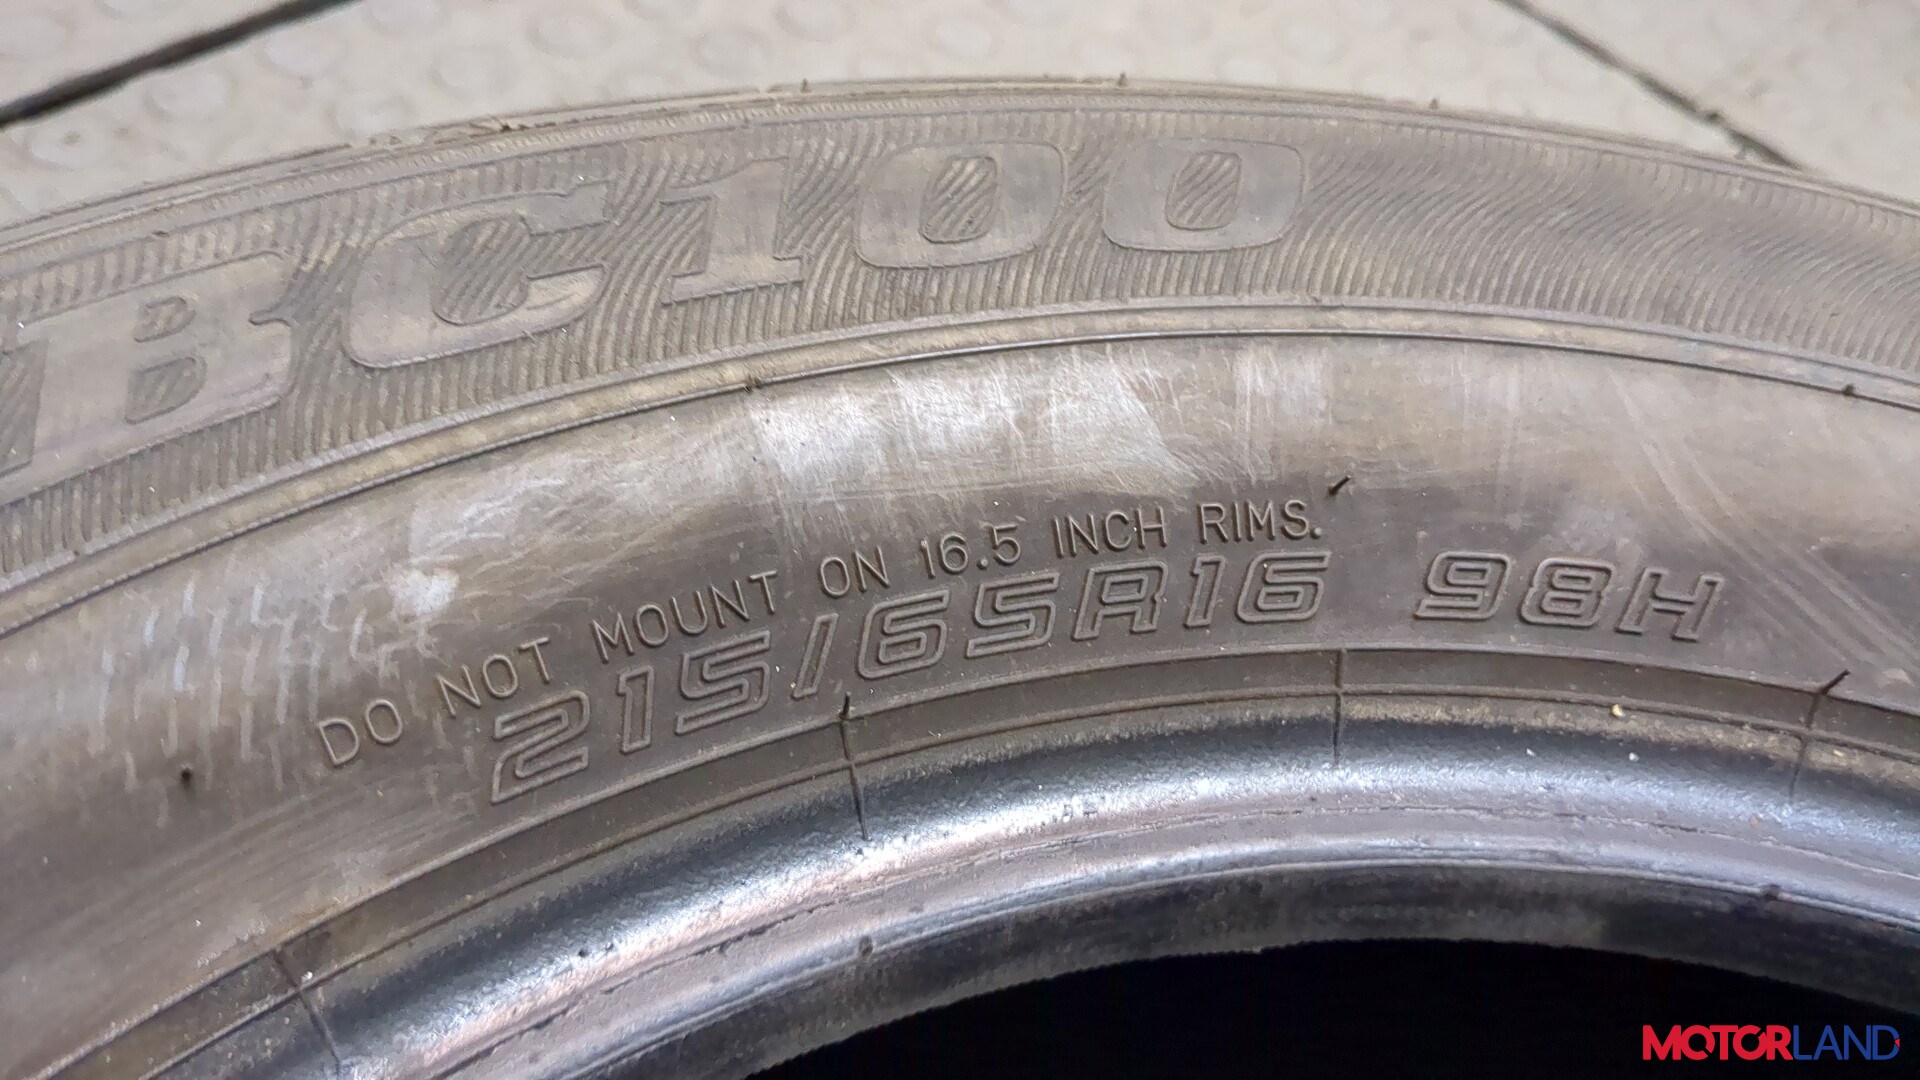 BC100
DO NOT MOUNT ON 16.5 INCH RIMS.
215/65R16 98H
MOTORLAND